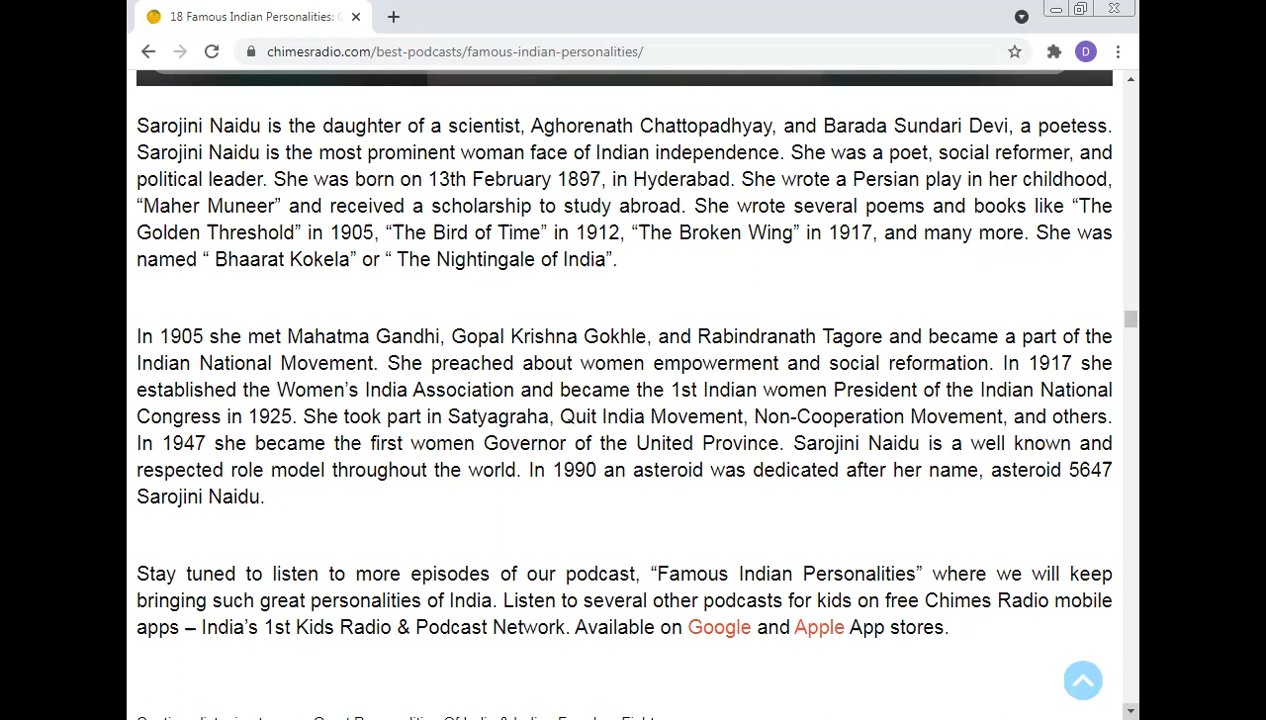 18 Famous Indian Personalities:
chimesradio.com/best-podcasts/famous-indian-personalities/
D
Sarojini Naidu is the daughter of a scientist, Aghorenath Chattopadhyay, and Barada Sundari Devi, a poetess.
Sarojini Naidu is the most prominent woman face of Indian independence. She was a poet, social reformer, and
political leader. She was born on 13th February 1897, in Hyderabad. She wrote a Persian play in her childhood,
“Maher Muneer” and received a scholarship to study abroad. She wrote several poems and books like “The
Golden Threshold” in 1905, “The Bird of Time” in 1912, “The Broken Wing” in 1917, and many more. She was
named “ Bhaarat Kokela” or “ The Nightingale of India”.
In 1905 she met Mahatma Gandhi, Gopal Krishna Gokhle, and Rabindranath Tagore and became a part of the
Indian National Movement. She preached about women empowerment and social reformation. In 1917 she
established the Women’s India Association and became the 1st Indian women President of the Indian National
Congress in 1925. She took part in Satyagraha, Quit India Movement, Non-Cooperation Movement, and others.
In 1947 she became the first women Governor of the United Province. Sarojini Naidu is a well known and
respected role model throughout the world. In 1990 an asteroid was dedicated after her name, asteroid 5647
Sarojini Naidu.
Stay tuned to listen to more episodes of our podcast, “Famous Indian Personalities” where we will keep
bringing such great personalities of India. Listen to several other podcasts for kids on free Chimes Radio mobile
apps – India’s 1st Kids Radio & Podcast Network. Available on Google and Apple App stores.